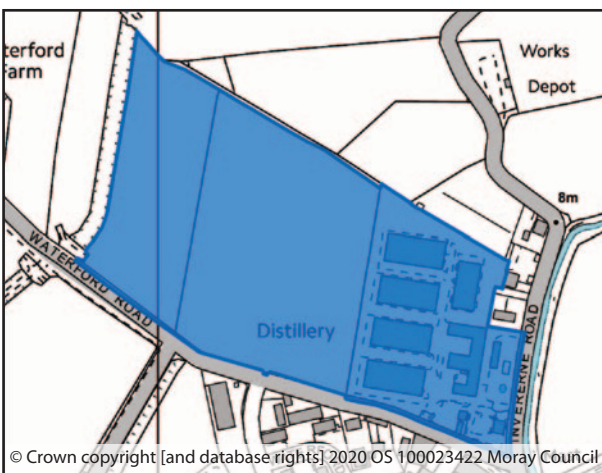 terford
Farm
Works
Depot
8m
WATERFORD ROAD
Distillery
INVERERNE ROAD
© Crown copyright [and database rights] 2020 OS 100023422 Moray Council